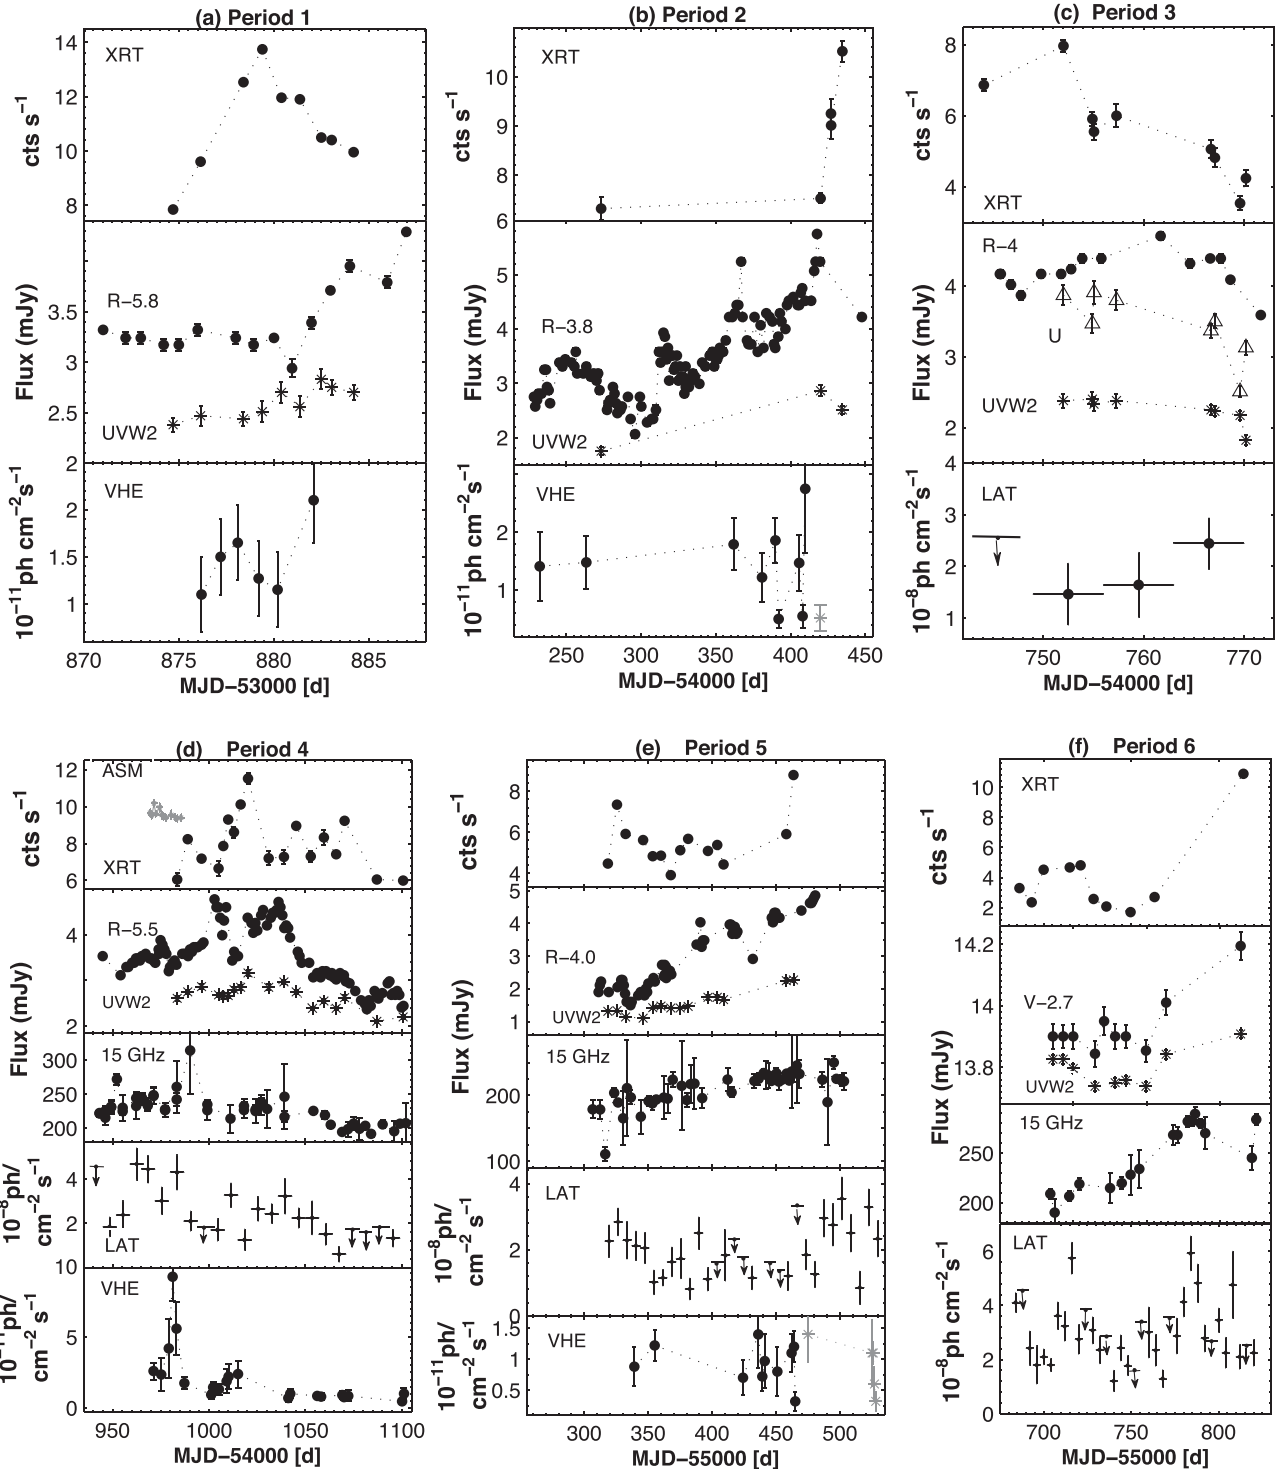 (a) Period 1
XRT
14
12
10
8
cts s⁻¹
R−5.8
UVW2
3.5
3
2.5
2
Flux (mJy)
VHE
2
1.5
1
10⁻¹¹ph cm⁻²s⁻¹
870 875 880 885
MJD−53000 [d]
(b) Period 2
XRT
10
9
8
6
cts s⁻¹
R−3.8
UVW2
5
4
3
2
Flux (mJy)
VHE
2
1
10⁻¹¹ph cm⁻²s⁻¹
250 300 350 400 450
MJD−54000 [d]
(c) Period 3
XRT
8
6
4
cts s⁻¹
R−4
U
UVW2
4
3
2
Flux (mJy)
LAT
4
3
2
1
10⁻⁸ph cm⁻²s⁻¹
750 760 770
MJD−54000 [d]
(d) Period 4
ASM
XRT
12
10
8
6
cts s⁻¹
R−5.5
UVW2
4
2
Flux (mJy)
15 GHz
300
250
200
LAT
4
2
10⁻⁸ph/
cm⁻² s⁻¹
VHE
10
5
0
10⁻¹¹ph/
cm⁻² s⁻¹
950 1000 1050 1100
MJD−54000 [d]
(e) Period 5
8
6
4
cts s⁻¹
R−4.0
UVW2
5
4
3
2
1
Flux (mJy)
15 GHz
200
100
LAT
4
2
0
10⁻⁸ph/
cm⁻² s⁻¹
VHE
1.5
1
0.5
10⁻¹¹ph/
cm⁻² s⁻¹
300 350 400 450 500
MJD−55000 [d]
(f) Period 6
XRT
10
8
6
4
2
cts s⁻¹
V−2.7
UVW2
14.2
14
13.8
Flux (mJy)
15 GHz
250
200
LAT
6
4
2
0
10⁻⁸ph cm⁻²s⁻¹
700 750 800
MJD−55000 [d]